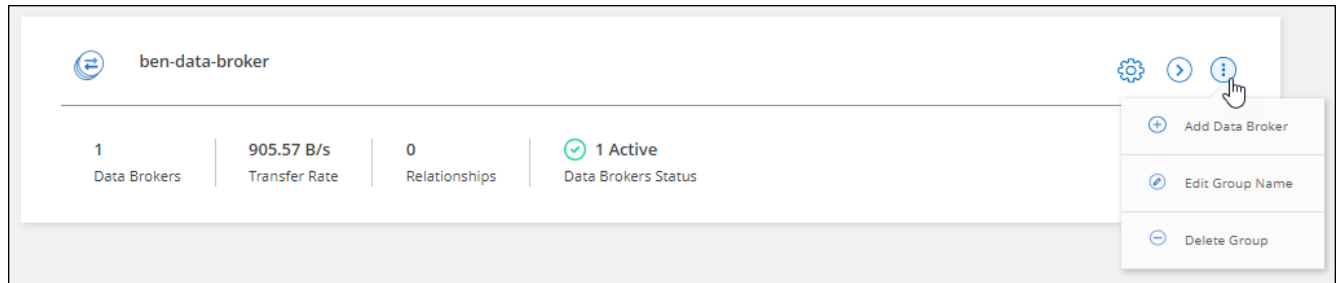 ben-data-broker
1
Data Brokers
905.57 B/s
Transfer Rate
0
Relationships
1 Active
Data Brokers Status
Add Data Broker
Edit Group Name
Delete Group